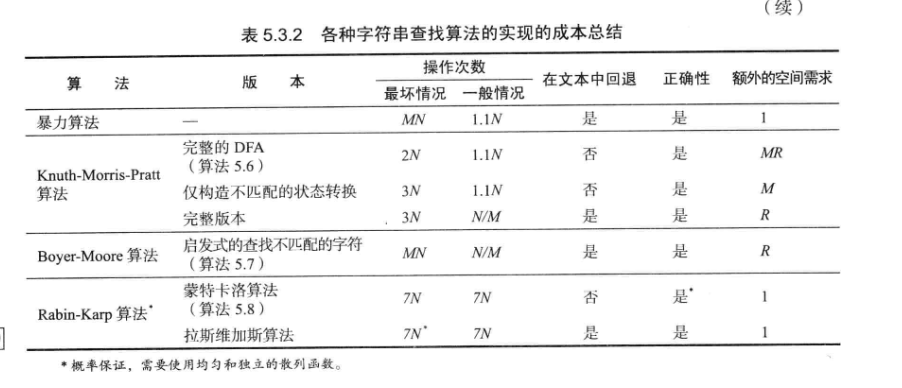 （续）
表 5.3.2 各种字符串查找算法的实现的成本总结
算 法 版 本 操作次数 在文本中回退 正确性 额外的空间需求
最坏情况 一般情况
暴力算法 — MN 1.1N 是 是 1
Knuth-Morris-Pratt
算法
完整的 DFA
（算法 5.6） 2N 1.1N 否 是 MR
仅构造不匹配的状态转换 3N 1.1N 否 是 M
完整版本 3N N/M 是 是 R
Boyer-Moore 算法 启发式的查找不匹配的字符
（算法 5.7） MN N/M 是 是 R
Rabin-Karp 算法* 蒙特卡洛算法
（算法 5.8） 7N 7N 否 是* 1
拉斯维加斯算法 7N* 7N 是 是 1
* 概率保证，需要使用均匀和独立的散列函数。